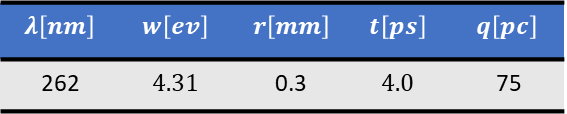 λ[nm] w[ev] r[mm] t[ps] q[pc]
262 4.31 0.3 4.0 75